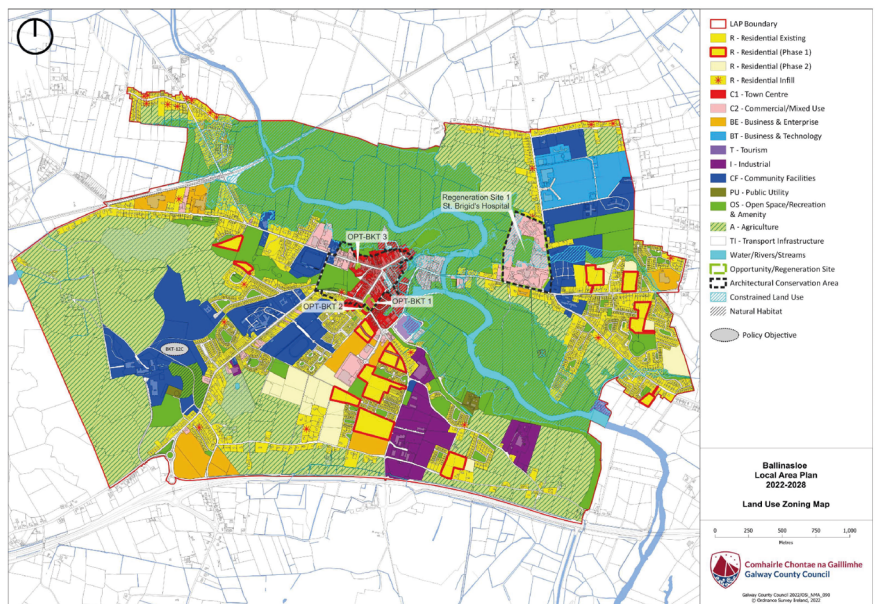 LAP Boundary
R - Residential Existing
R - Residential (Phase 1)
R - Residential (Phase 2)
R - Residential Infill
C1 - Town Centre
C2 - Commercial/Mixed Use
BE - Business & Enterprise
BT - Business & Technology
T - Tourism
I - Industrial
CF - Community Facilities
PU - Public Utility
OS - Open Space/Recreation
& Amenity
A - Agriculture
TI - Transport Infrastructure
Water/Rivers/Streams
Opportunity/Regeneration Site
Architectural Conservation Area
Constrained Land Use
Natural Habitat
Policy Objective
Regeneration Site 1
St. Brigid's Hospital
OPT-BKT 3
OPT-BKT 1
OPT-BKT 2
Ballinasloe
Local Area Plan
2022-2028
Land Use Zoning Map
0 250 500 750 1,000
Metres
Comhairle Chontae na Gaillimhe
Galway County Council
© Ordnance Survey Ireland, 2022